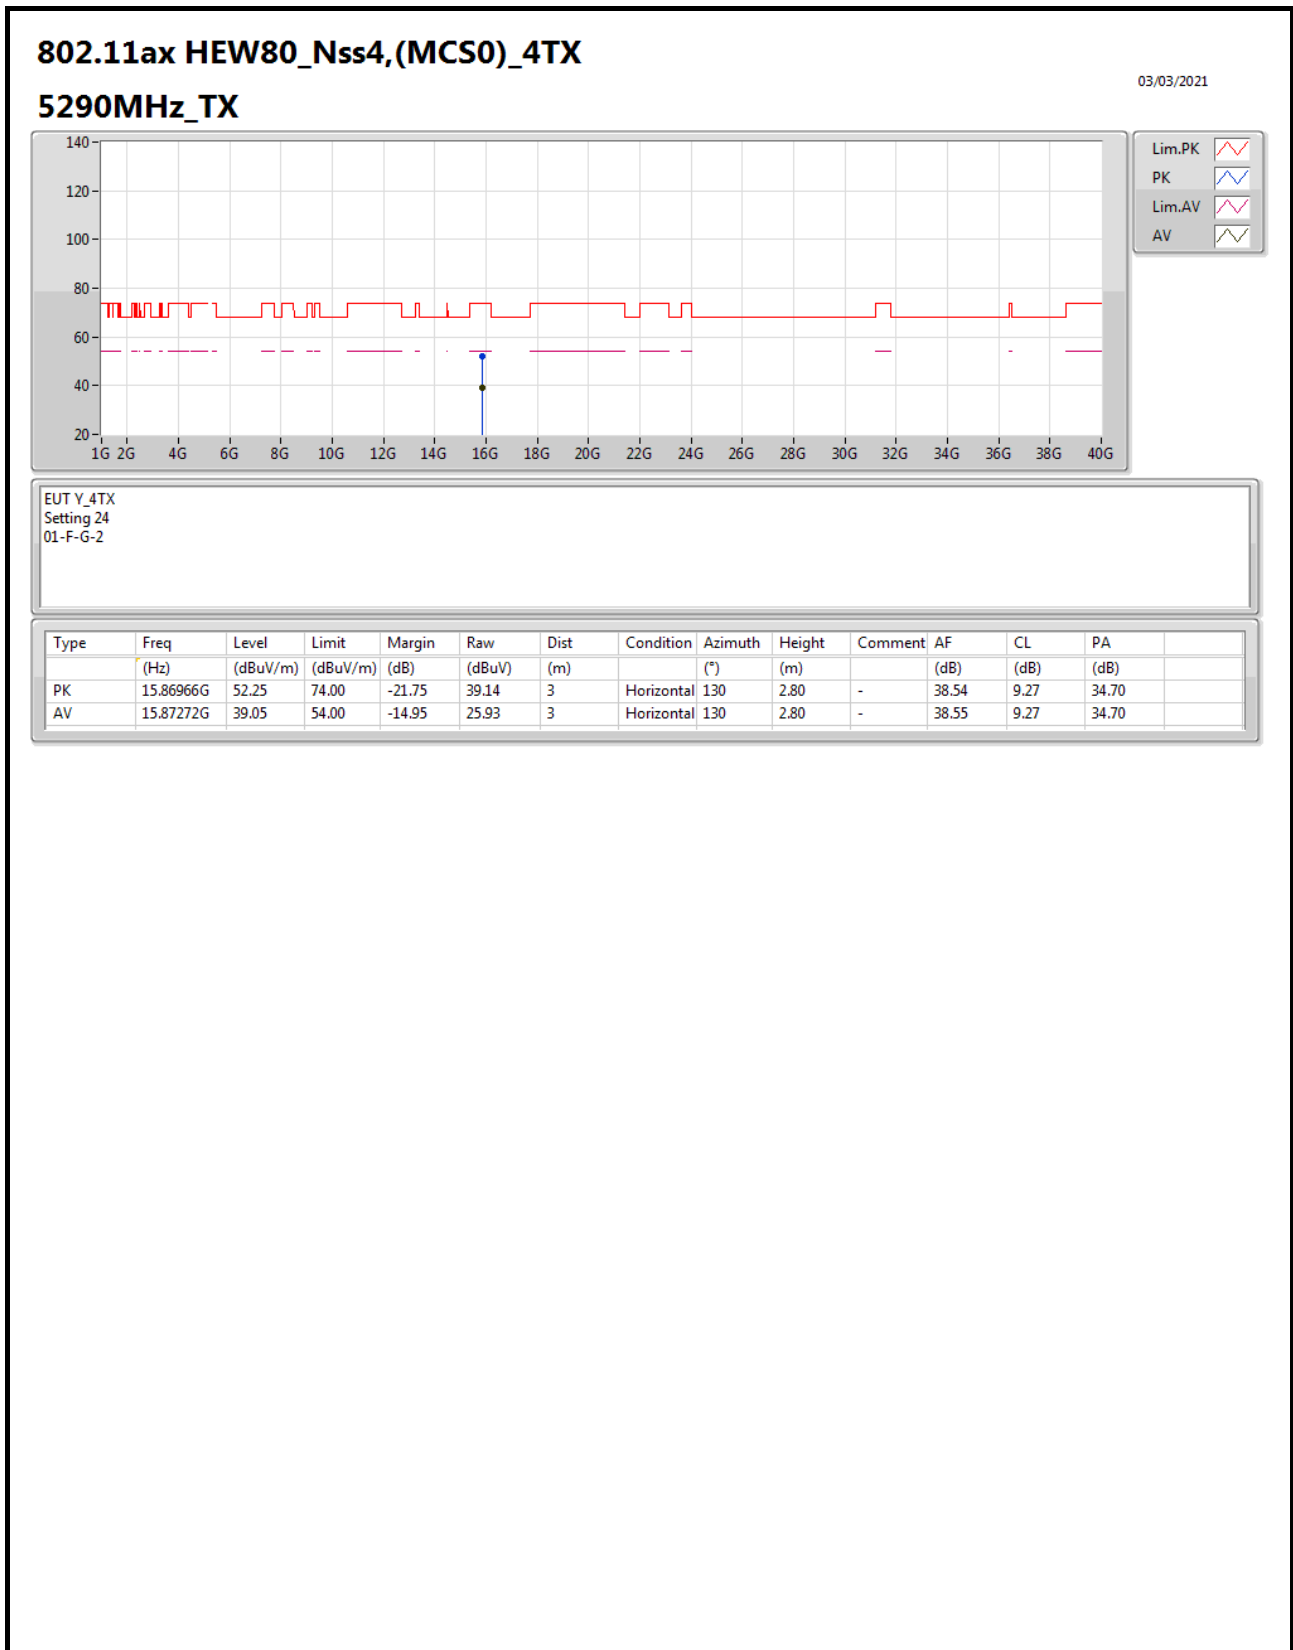 802.11ax HEW80_Nss4,(MCS0)_4TX
03/03/2021
5290MHz_TX
140
120
100
80
60
40
20
1G 2G 4G 6G 8G 10G 12G 14G 16G 18G 20G 22G 24G 26G 28G 30G 32G 34G 36G 38G 40G
Lim.PK
PK
Lim.AV
AV
EUT Y_4TX
Setting 24
01-F-G-2
Type Freq Level Limit Margin Raw Dist Condition Azimuth Height Comment AF CL PA
(Hz) (dBuV/m) (dBuV/m) (dB) (dBuV) (m) (°) (m) (dB) (dB) (dB)
PK 15.86966G 52.25 74.00 -21.75 39.14 3 Horizontal 130 2.80 - 38.54 9.27 34.70
AV 15.87272G 39.05 54.00 -14.95 25.93 3 Horizontal 130 2.80 - 38.55 9.27 34.70